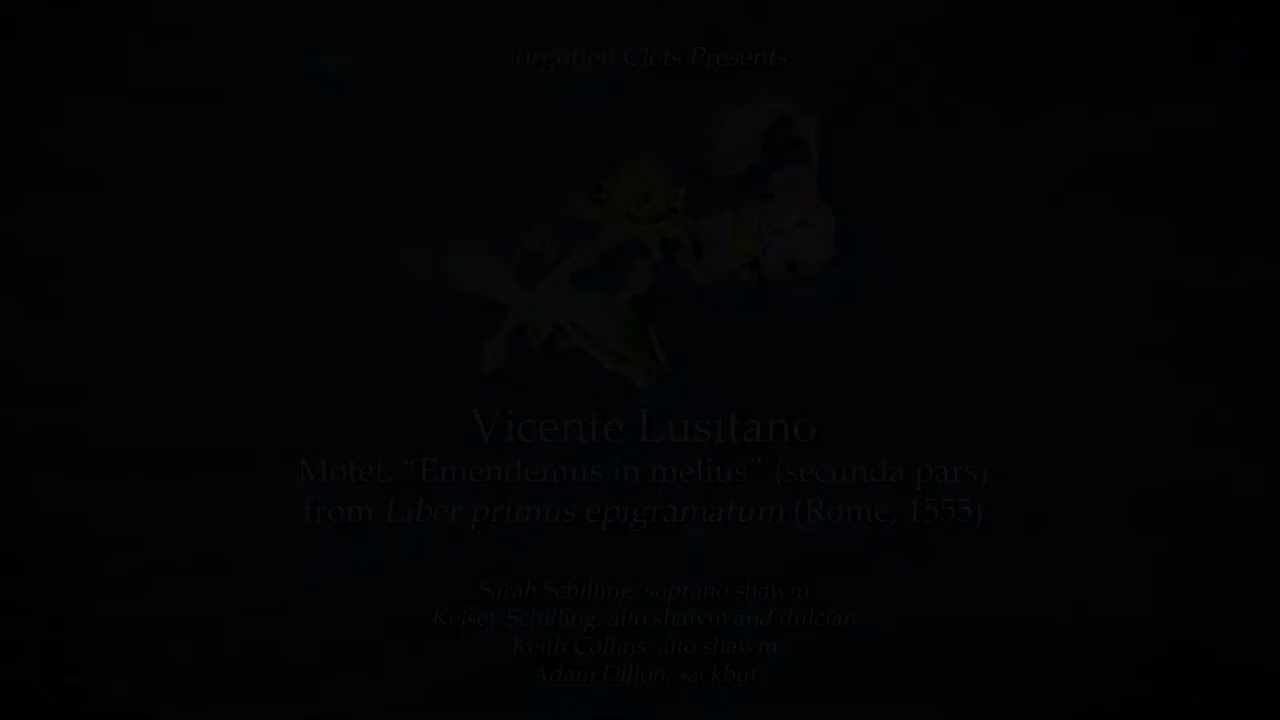 Forgotten Clefs Presents
Vicente Lusitano
Motet: “Emendemus in melius” (secunda pars)
from Liber primus epigramatum (Rome, 1555)
Sarah Schilling, soprano shawm
Kelsey Schilling, alto shawm and dulcian
Keith Collins, alto shawm
Adam Dillon, sackbut